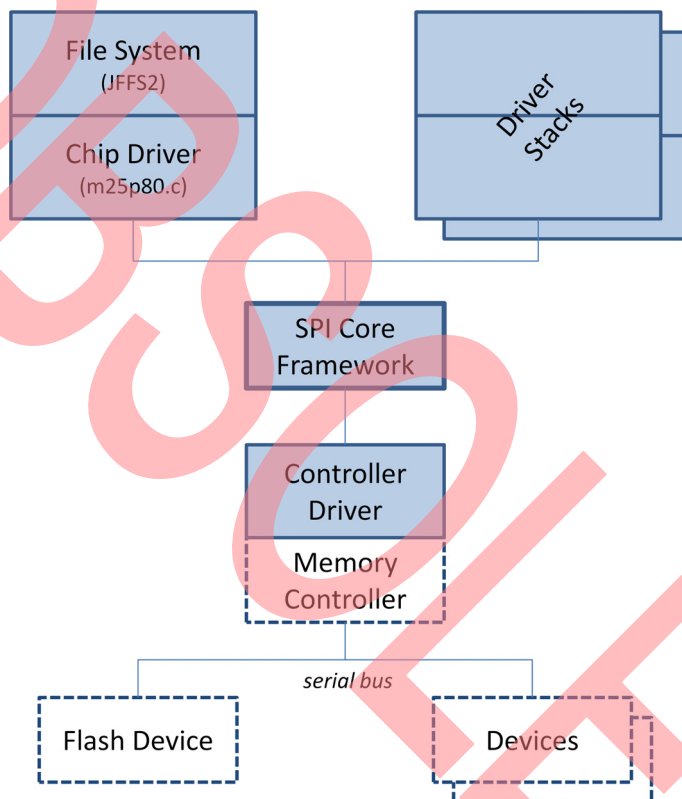 File System
(JFFS2)
Chip Driver
(m25p80.c)
Driver
Stacks
SPI Core
Framework
Controller
Driver
Memory
Controller
serial bus
Flash Device
Devices